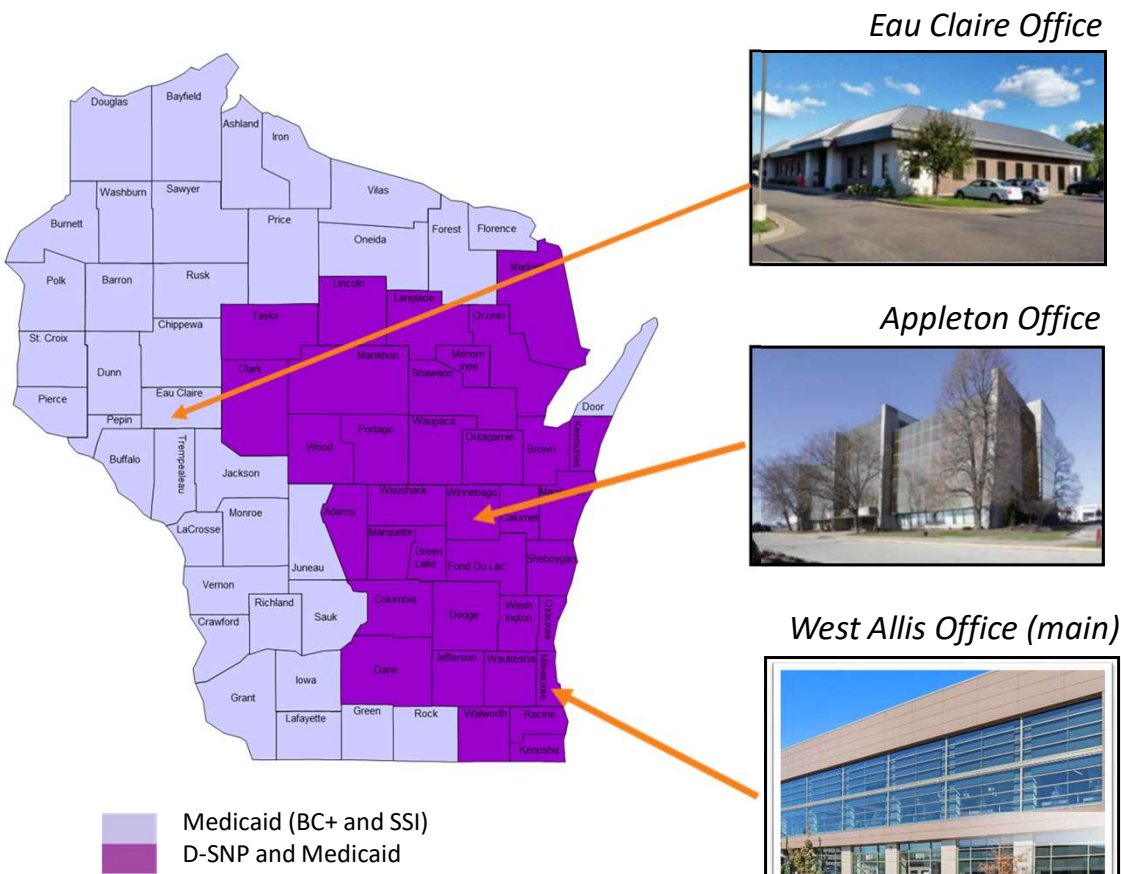 Eau Claire Office
Douglas
Bayfield
Ashland
Iron
Washburn
Sawyer
Vilas
Burnett
Price
Forest
Florence
Oneida
Polk
Barron
Rusk
Lincoln
Langlade
Taylor
Oconto
Appleton Office
Chippewa
St. Croix
Dunn
Clark
Marathon
Menom
inee
Shawano
Pierce
Eau Claire
Door
Pepin
Buffalo
Trempealeau
Jackson
Wood
Portage
Waupaca
Outagamie
Brown
Kewaunee
LaCrosse
Monroe
Juneau
Adams
Waushara
Winnebago
Calumet
Marquette
Green
Lake
Fond Du Lac
Sheboygan
Vernon
Crawford
Richland
Sauk
Columbia
Dodge
Wash
ington
Ozaukee
West Allis Office (main)
Grant
Iowa
Dane
Jefferson
Waukesha
Milwaukee
Lafayette
Green
Rock
Walworth
Racine
Kenosha
Medicaid (BC+ and SSI)
D-SNP and Medicaid